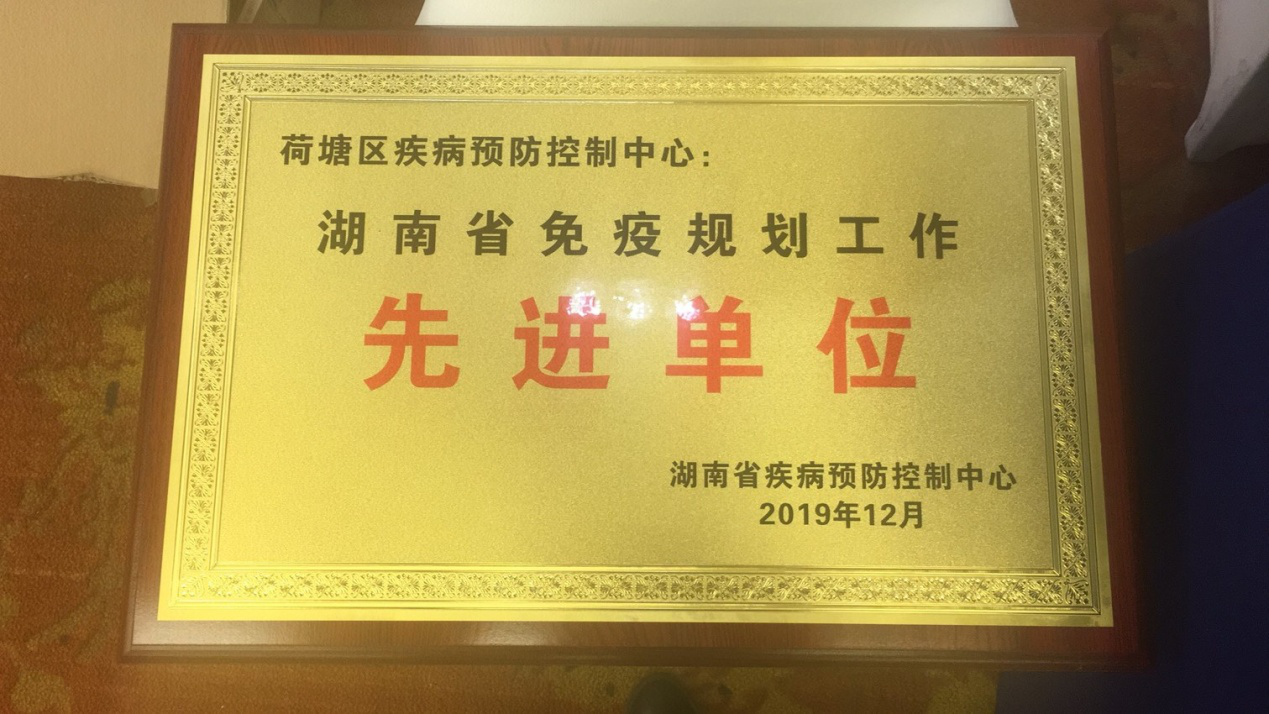 荷塘区疾病预防控制中心：
湖南省免疫规划工作
先进单位
湖南省疾病预防控制中心
2019年12月